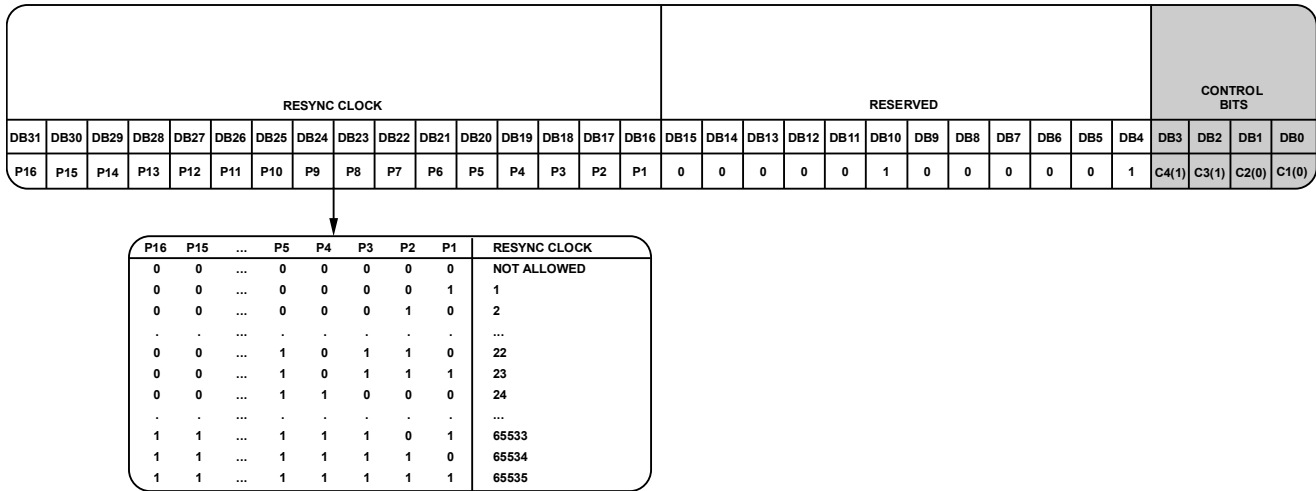 RESYNC CLOCK RESERVED CONTROL BITS
DB31 DB30 DB29 DB28 DB27 DB26 DB25 DB24 DB23 DB22 DB21 DB20 DB19 DB18 DB17 DB16 DB15 DB14 DB13 DB12 DB11 DB10 DB9 DB8 DB7 DB6 DB5 DB4 DB3 DB2 DB1 DB0
P16 P15 P14 P13 P12 P11 P10 P9 P8 P7 P6 P5 P4 P3 P2 P1 0 0 0 0 0 1 0 0 0 0 0 1 C4(1) C3(1) C2(0) C1(0)
P16 P15 ... P5 P4 P3 P2 P1 RESYNC CLOCK
0 0 ... 0 0 0 0 0 NOT ALLOWED
0 0 ... 0 0 0 0 1 1
0 0 ... 0 0 0 1 0 2
. . ... . . . . . ...
0 0 ... 1 0 1 1 0 22
0 0 ... 1 0 1 1 1 23
0 0 ... 1 1 0 0 0 24
. . ... . . . . . ...
1 1 ... 1 1 1 0 1 65533
1 1 ... 1 1 1 1 0 65534
1 1 ... 1 1 1 1 1 65535